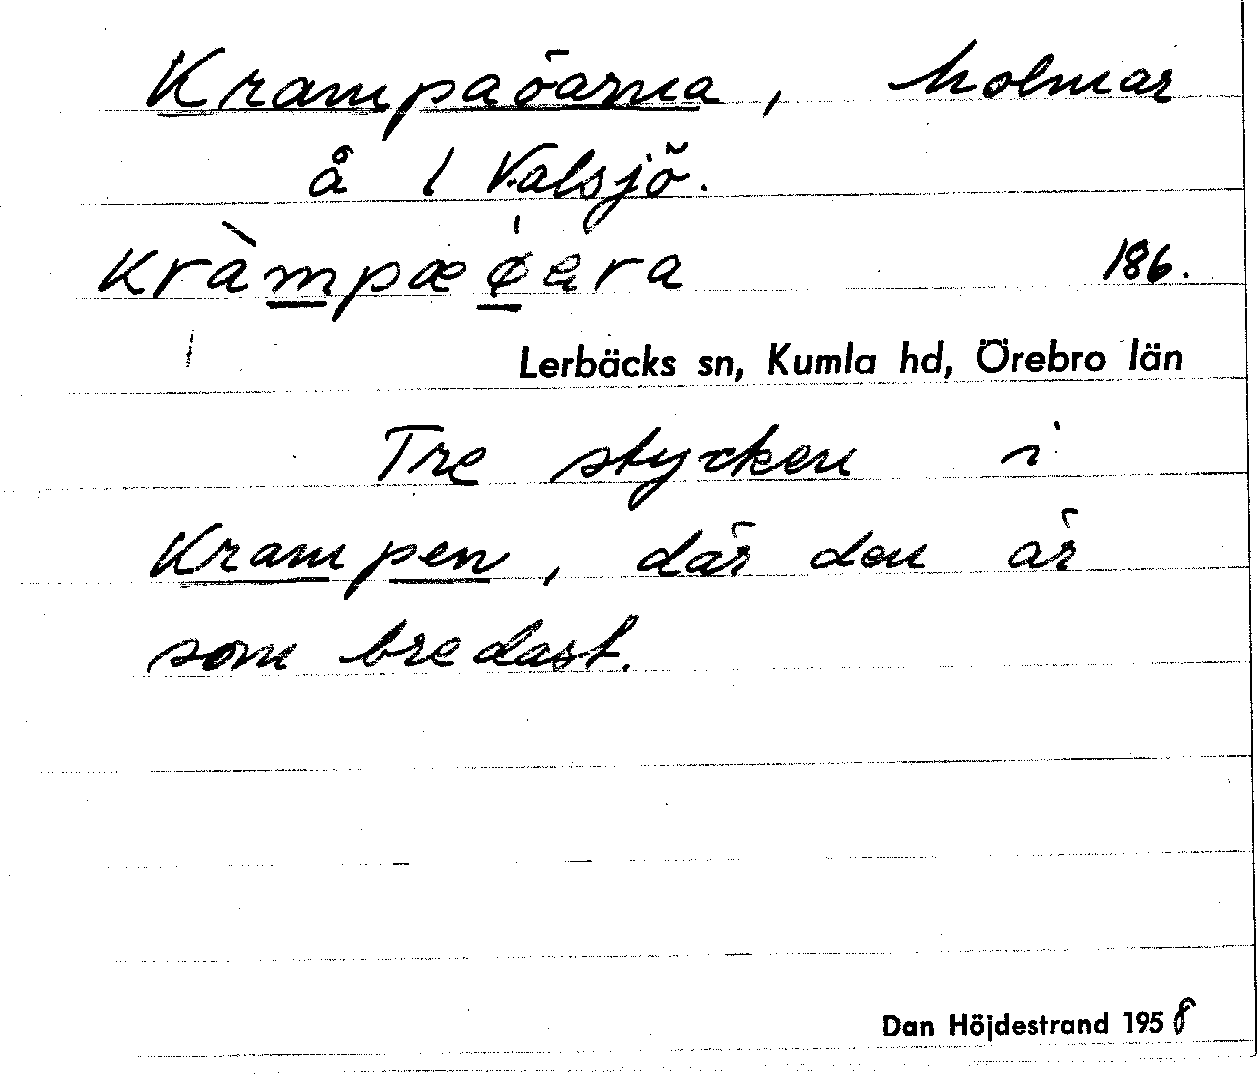 Krampaöarna, holmar
å l Valsjö.
kràmpæøara 186.
Lerbäcks sn, Kumla hd, Örebro län
Tre stycken i
Krampen, där den är
som bredast.
Dan Höjdestrand 1958